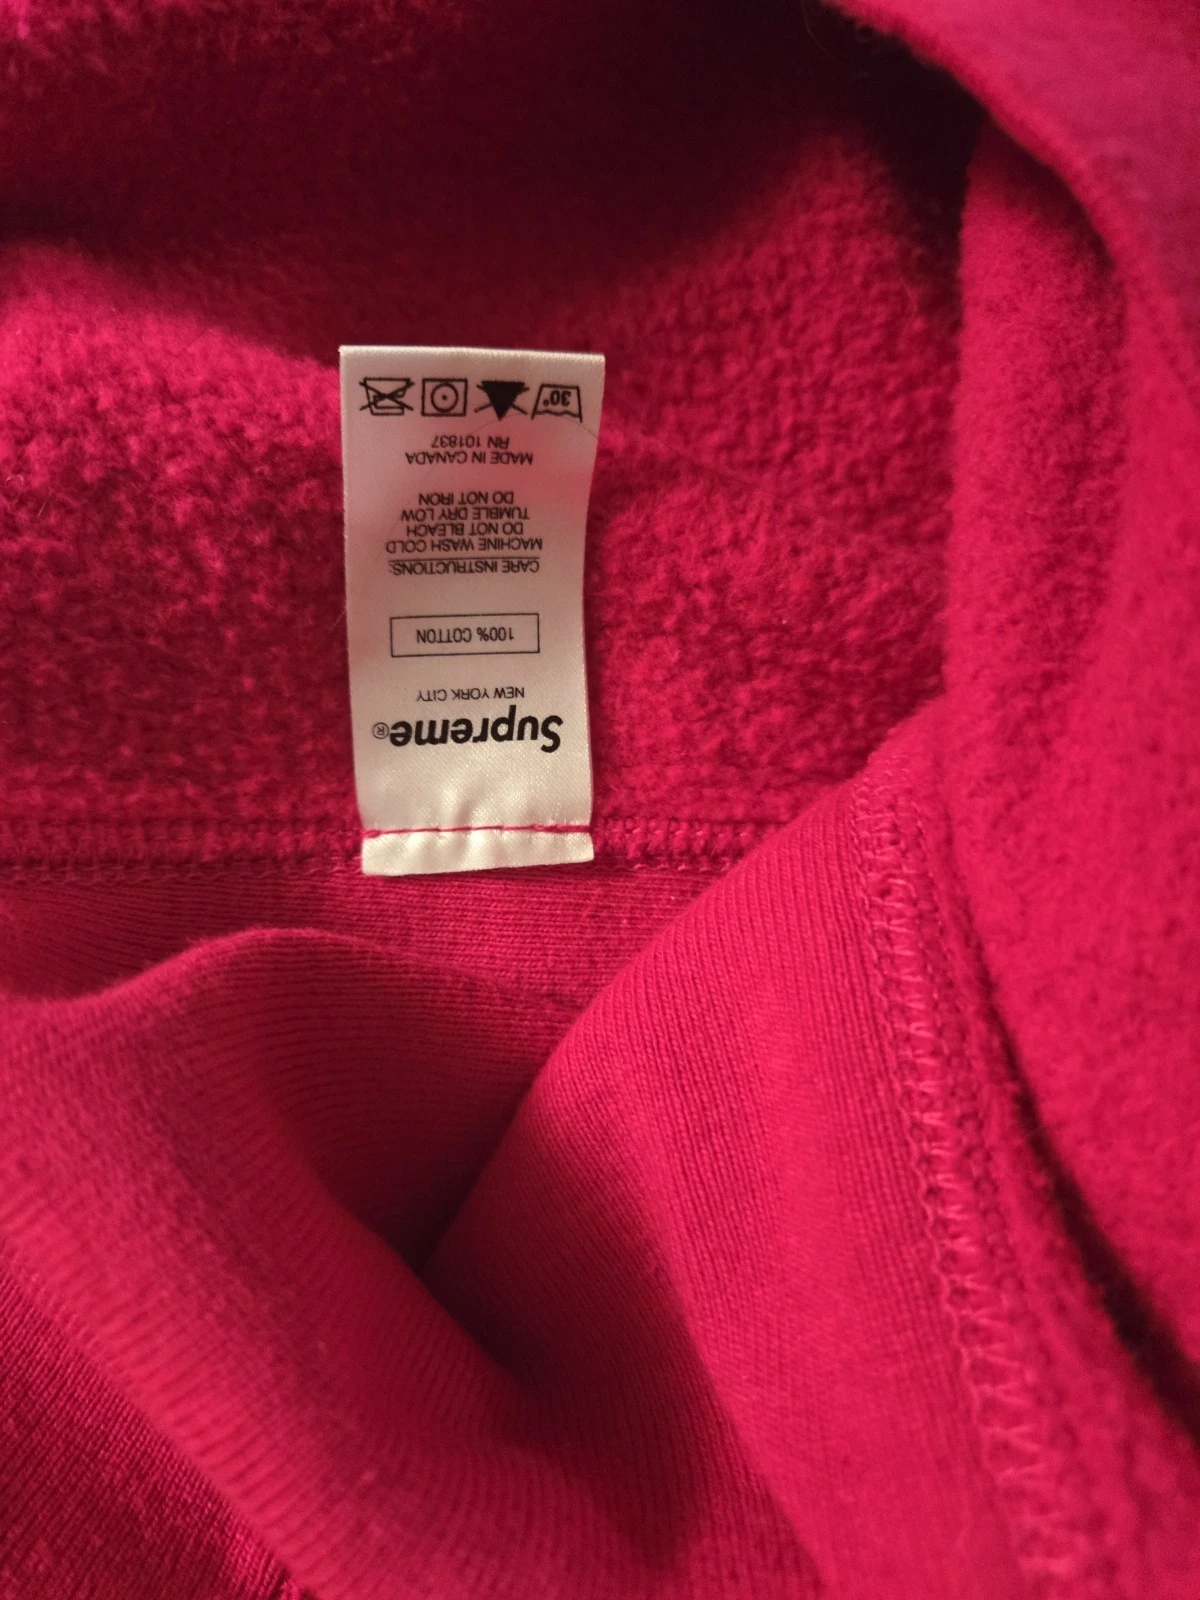 Supreme®
NEW YORK CITY
100% COTTON
CARE INSTRUCTIONS:
MACHINE WASH COLD
DO NOT BLEACH
TUMBLE DRY LOW
DO NOT IRON
MADE IN CANADA
RN 101837
30°